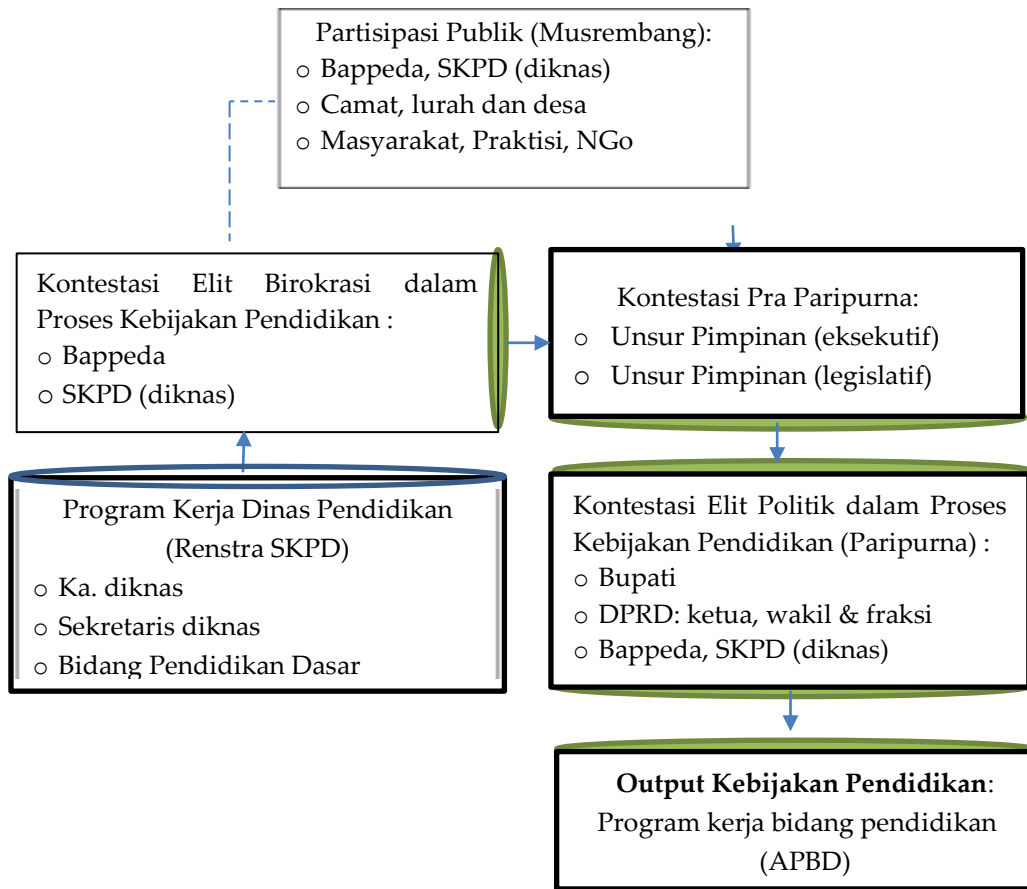 Partisipasi Publik (Musrembang):
o Bappeda, SKPD (diknas)
o Camat, lurah dan desa
o Masyarakat, Praktisi, NGo
Kontestasi Elit Birokrasi dalam
Proses Kebijakan Pendidikan :
o Bappeda
o SKPD (diknas)
Kontestasi Pra Paripurna:
o Unsur Pimpinan (eksekutif)
o Unsur Pimpinan (legislatif)
Program Kerja Dinas Pendidikan
(Renstra SKPD)
o Ka. diknas
o Sekretaris diknas
o Bidang Pendidikan Dasar
Kontestasi Elit Politik dalam Proses
Kebijakan Pendidikan (Paripurna) :
o Bupati
o DPRD: ketua, wakil & fraksi
o Bappeda, SKPD (diknas)
Output Kebijakan Pendidikan:
Program kerja bidang pendidikan
(APBD)